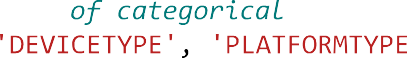 of categorical
'DEVICETYPE', 'PLATFORMTYPE